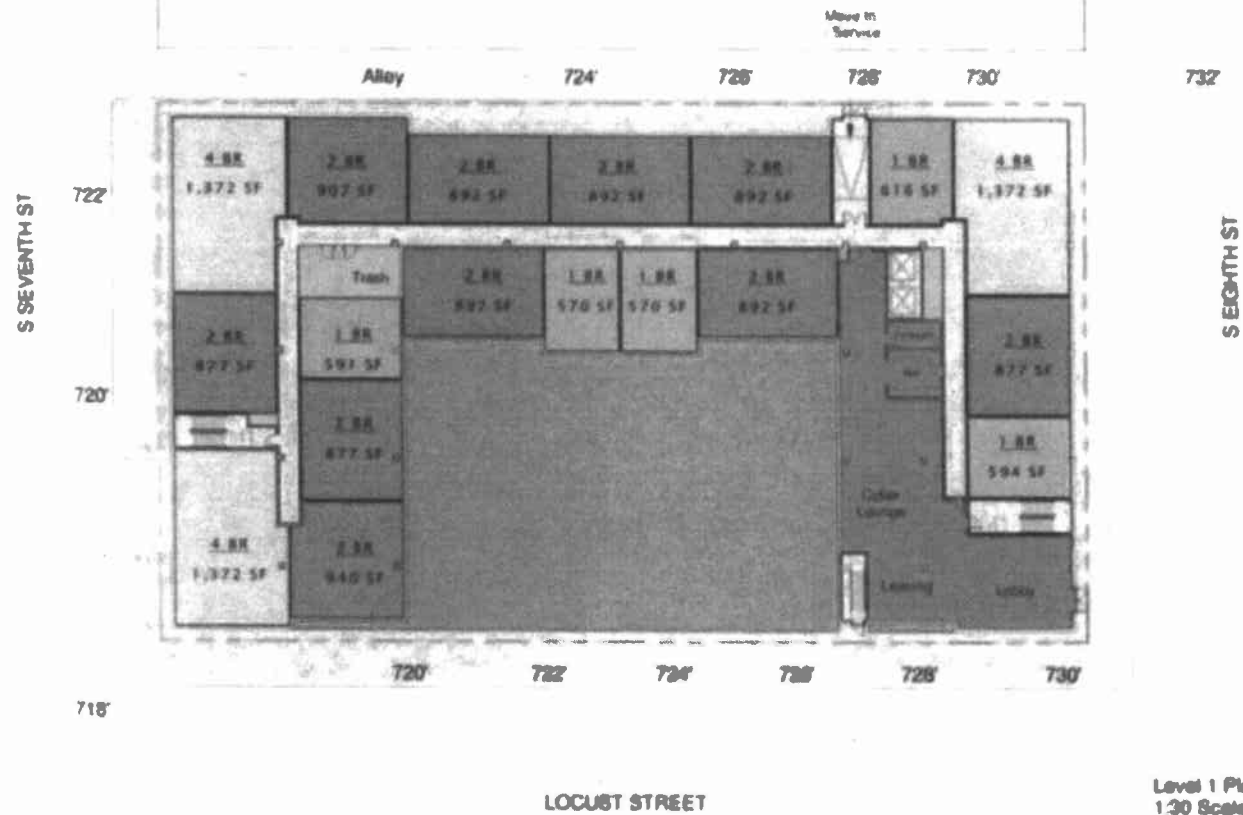 Move In
Service
Alley
724'
726'
728'
730'
732'
4 BR
1,372 SF
2 BR
907 SF
2 BR
892 SF
2 BR
892 SF
2 BR
892 SF
1 BR
616 SF
4 BR
1,372 SF
S SEVENTH ST
722'
S EIGHTH ST
Trash
2 BR
892 SF
1 BR
570 SF
1 BR
570 SF
2 BR
892 SF
2 BR
877 SF
1 BR
591 SF
2 BR
877 SF
720'
2 BR
877 SF
1 BR
594 SF
Lounge
4 BR
1,372 SF
2 BR
940 SF
Leasing
Lobby
720'
722'
724'
726'
728'
730'
718'
LOCUST STREET
Level 1
1:30 Scale